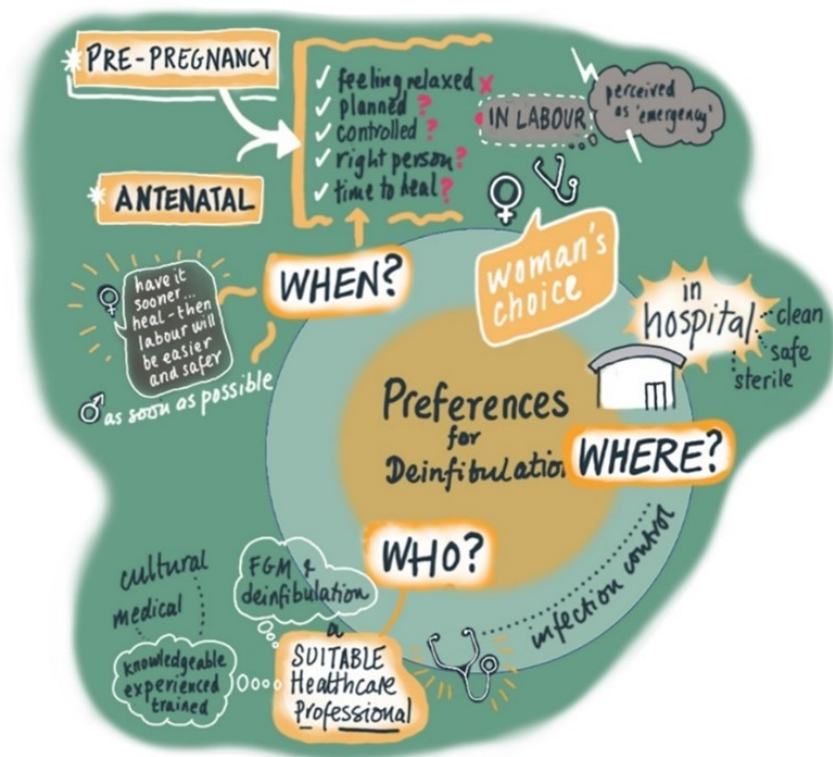 PRE-PREGNANCY
ANTENATAL
✓ feeling relaxed x
✓ planned ?
✓ controlled ?
✓ right person?
✓ time to heal?
IN LABOUR
perceived
as 'emergency'
WHEN?
woman's
choice
have it
sooner...
heal-then
labour will
be easier
and safer
as soon as possible
in
hospital
clean
safe
sterile
Preferences
for
Deinfibulation
WHERE?
WHO?
infection control
FGM +
deinfibulation
cultural
medical
knowledgeable
experienced
trained
a
SUITABLE
Healthcare
Professional